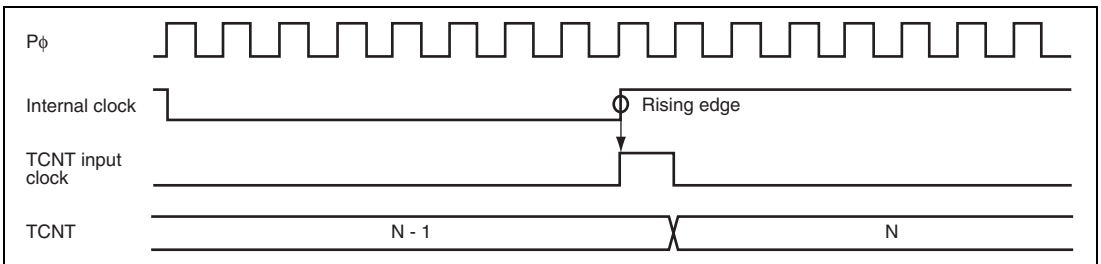 Pϕ
Internal clock
Rising edge
TCNT input
clock
TCNT
N - 1
N